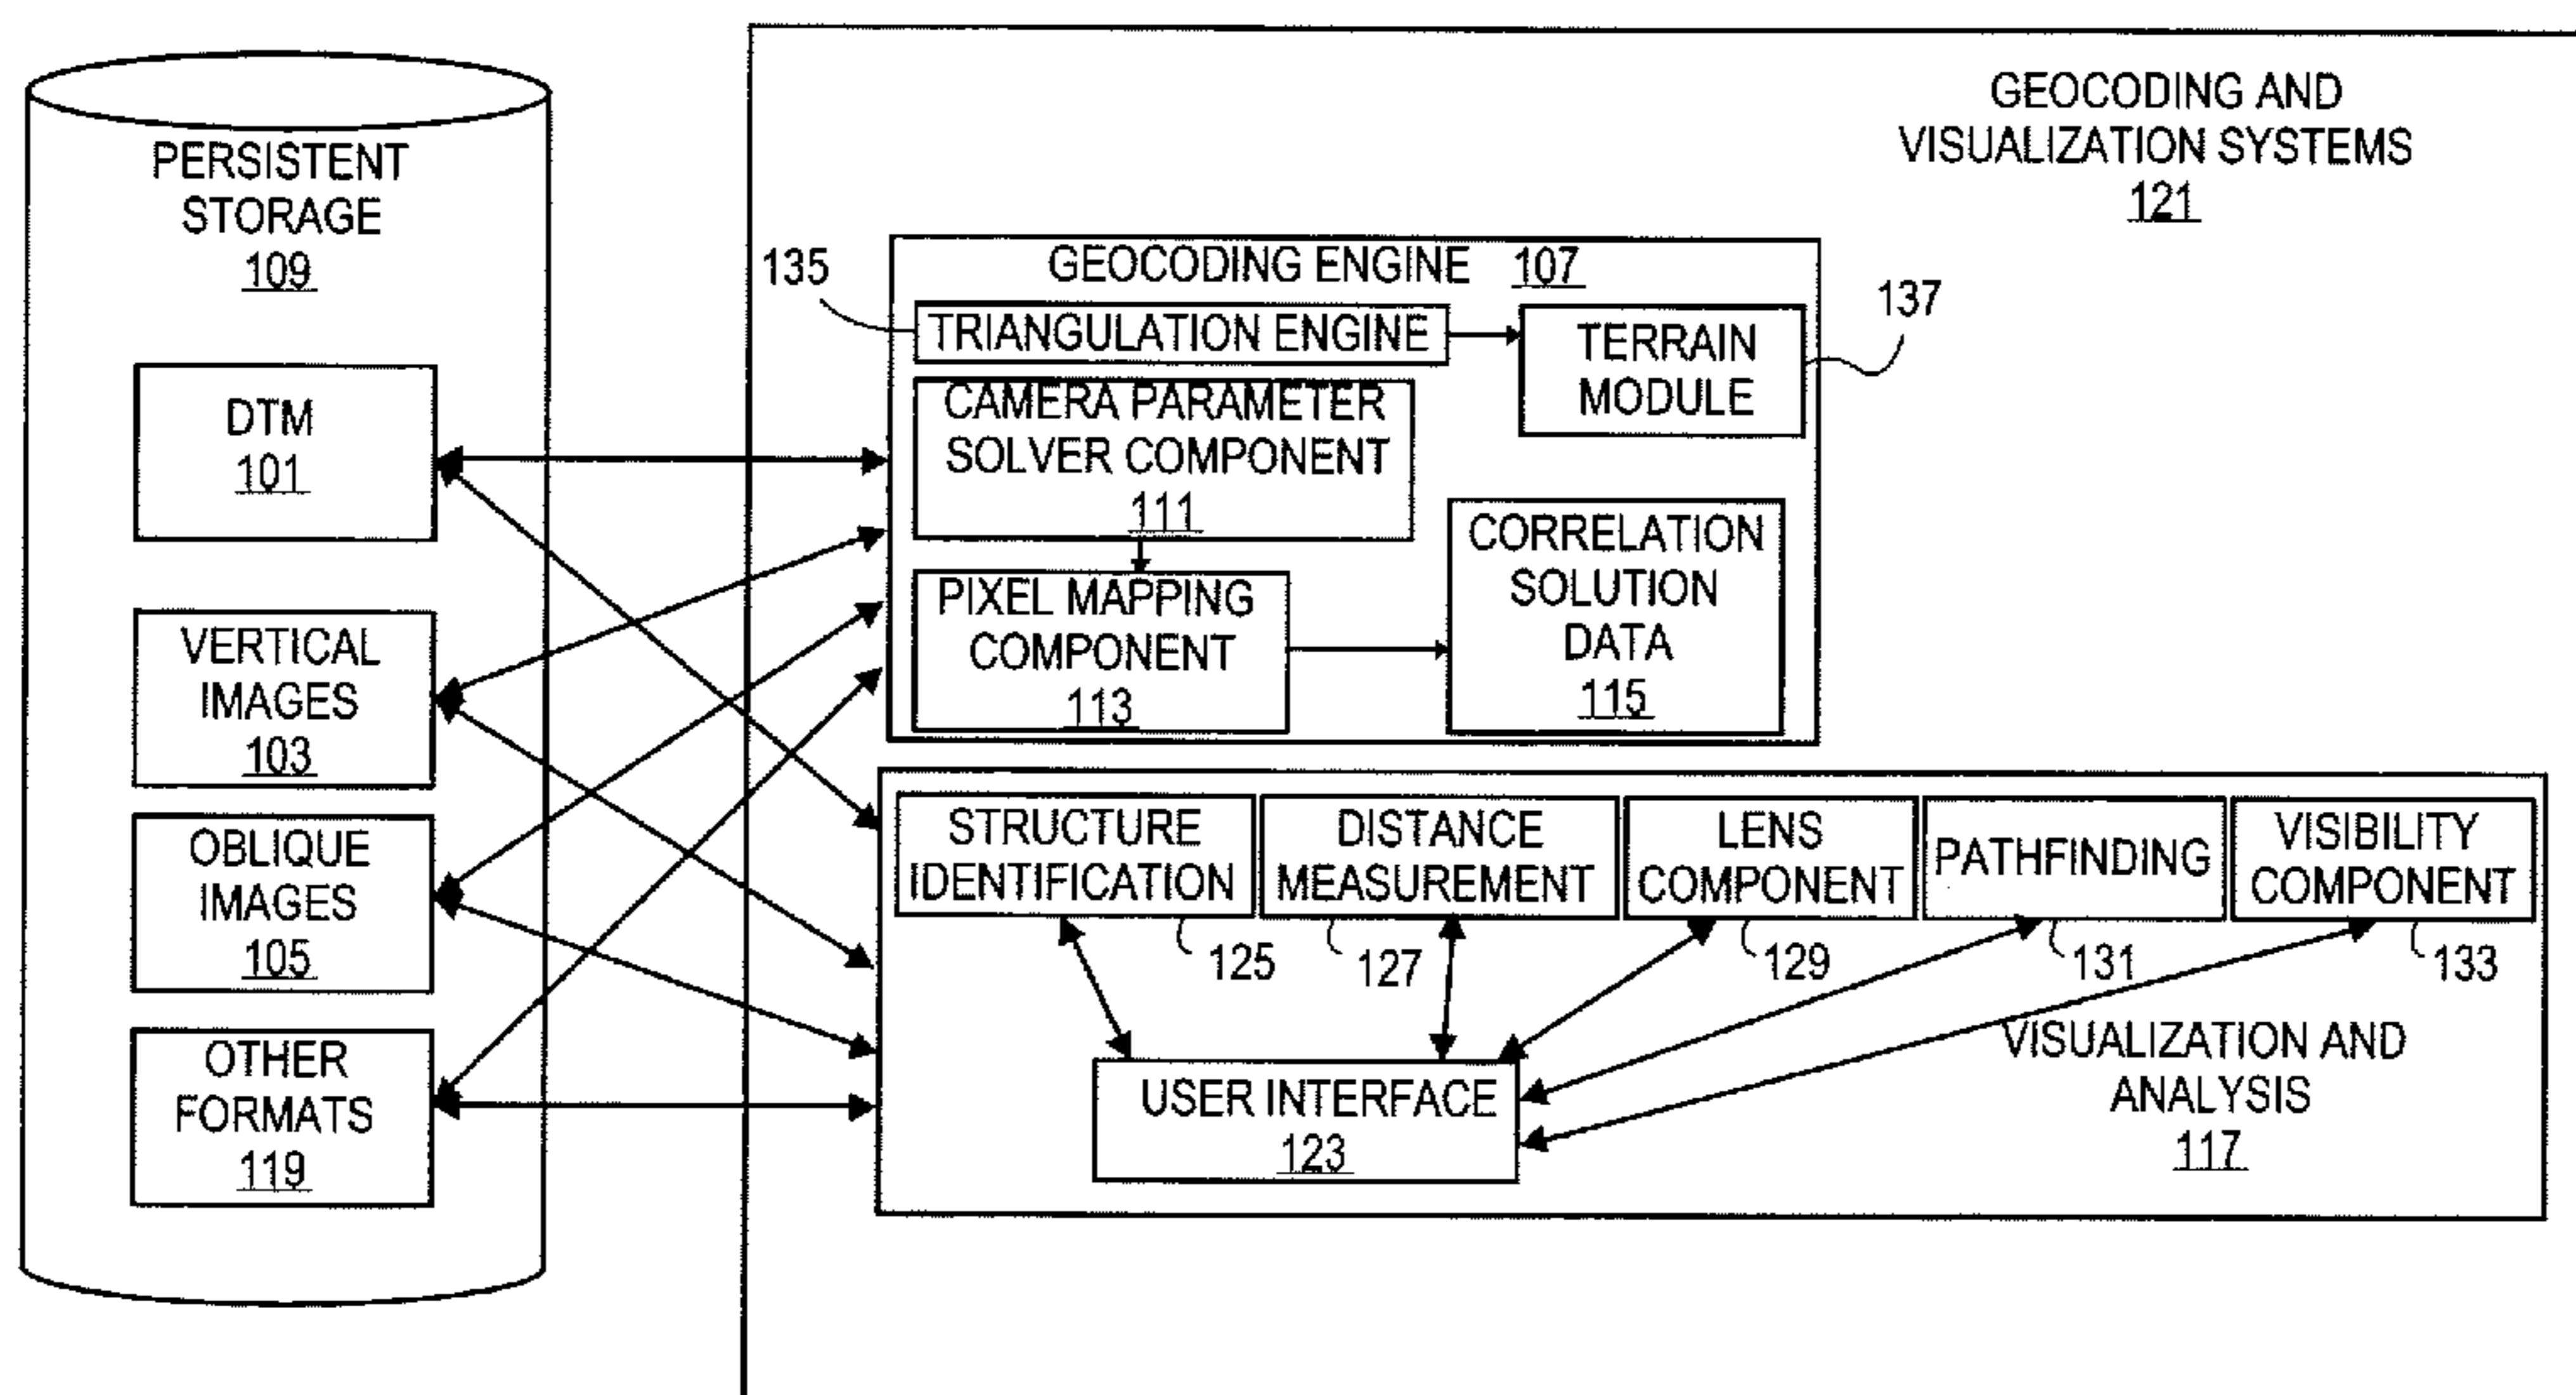 PERSISTENT
STORAGE
109
DTM
101
VERTICAL
IMAGES
103
OBLIQUE
IMAGES
105
OTHER
FORMATS
119
GEOCODING AND
VISUALIZATION SYSTEMS
121
GEOCODING ENGINE 107
135
TRIANGULATION ENGINE
TERRAIN
MODULE
137
CAMERA PARAMETER
SOLVER COMPONENT
111
PIXEL MAPPING
COMPONENT
113
CORRELATION
SOLUTION
DATA
115
STRUCTURE
IDENTIFICATION
125
DISTANCE
MEASUREMENT
127
LENS
COMPONENT
129
PATHFINDING
131
VISIBILITY
COMPONENT
133
USER INTERFACE
123
VISUALIZATION AND
ANALYSIS
117